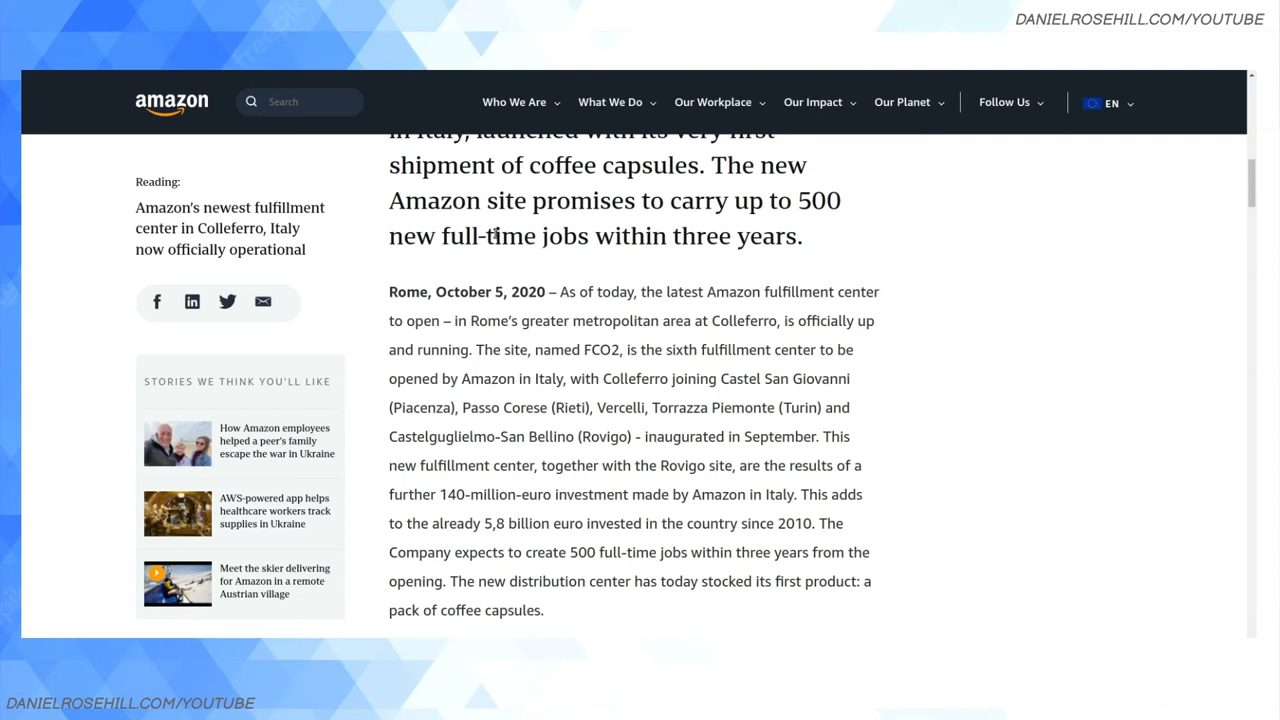 DANIELROSEHILL.COM/YOUTUBE
amazon
Search
Who We Are
What We Do
Our Workplace
Our Impact
Our Planet
Follow Us
EN
in Italy, launched with its very first
shipment of coffee capsules. The new
Amazon site promises to carry up to 500
new full-time jobs within three years.
Reading:
Amazon's newest fulfillment
center in Colleferro, Italy
now officially operational
STORIES WE THINK YOU'LL LIKE
How Amazon employees
helped a peer's family
escape the war in Ukraine
AWS-powered app helps
healthcare workers track
supplies in Ukraine
Meet the skier delivering
for Amazon in a remote
Austrian village
Rome, October 5, 2020 – As of today, the latest Amazon fulfillment center
to open – in Rome's greater metropolitan area at Colleferro, is officially up
and running. The site, named FCO2, is the sixth fulfillment center to be
opened by Amazon in Italy, with Colleferro joining Castel San Giovanni
(Piacenza), Passo Corese (Rieti), Vercelli, Torrazza Piemonte (Turin) and
Castelguglielmo-San Bellino (Rovigo) - inaugurated in September. This
new fulfillment center, together with the Rovigo site, are the results of a
further 140-million-euro investment made by Amazon in Italy. This adds
to the already 5,8 billion euro invested in the country since 2010. The
Company expects to create 500 full-time jobs within three years from the
opening. The new distribution center has today stocked its first product: a
pack of coffee capsules.
DANIELROSEHILL.COM/YOUTUBE